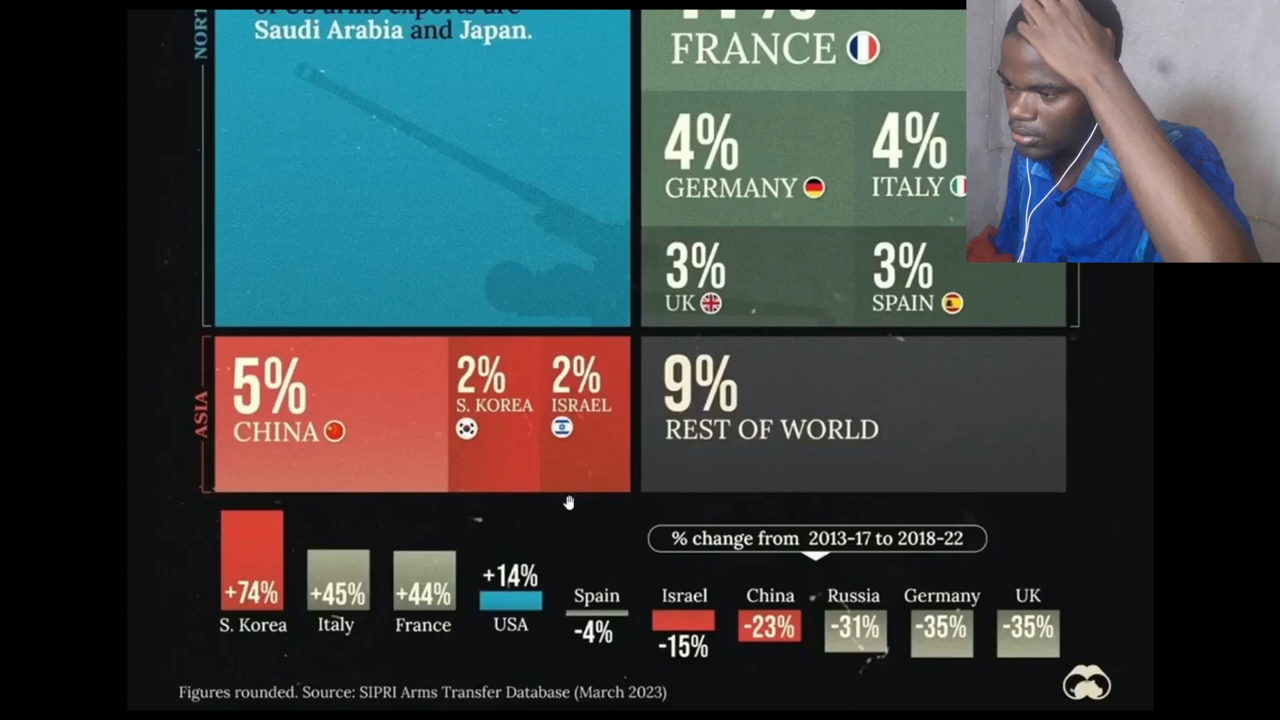 Saudi Arabia and Japan.
FRANCE
4%
GERMANY
4%
ITALY
3%
UK
3%
SPAIN
ASIA
5%
CHINA
2%
S. KOREA
2%
ISRAEL
9%
REST OF WORLD
% change from 2013-17 to 2018-22
+74%
S. Korea
+45%
Italy
+44%
France
+14%
USA
Spain
-4%
Israel
-15%
China
-23%
Russia
-31%
Germany
-35%
UK
-35%
Figures rounded. Source: SIPRI Arms Transfer Database (March 2023)